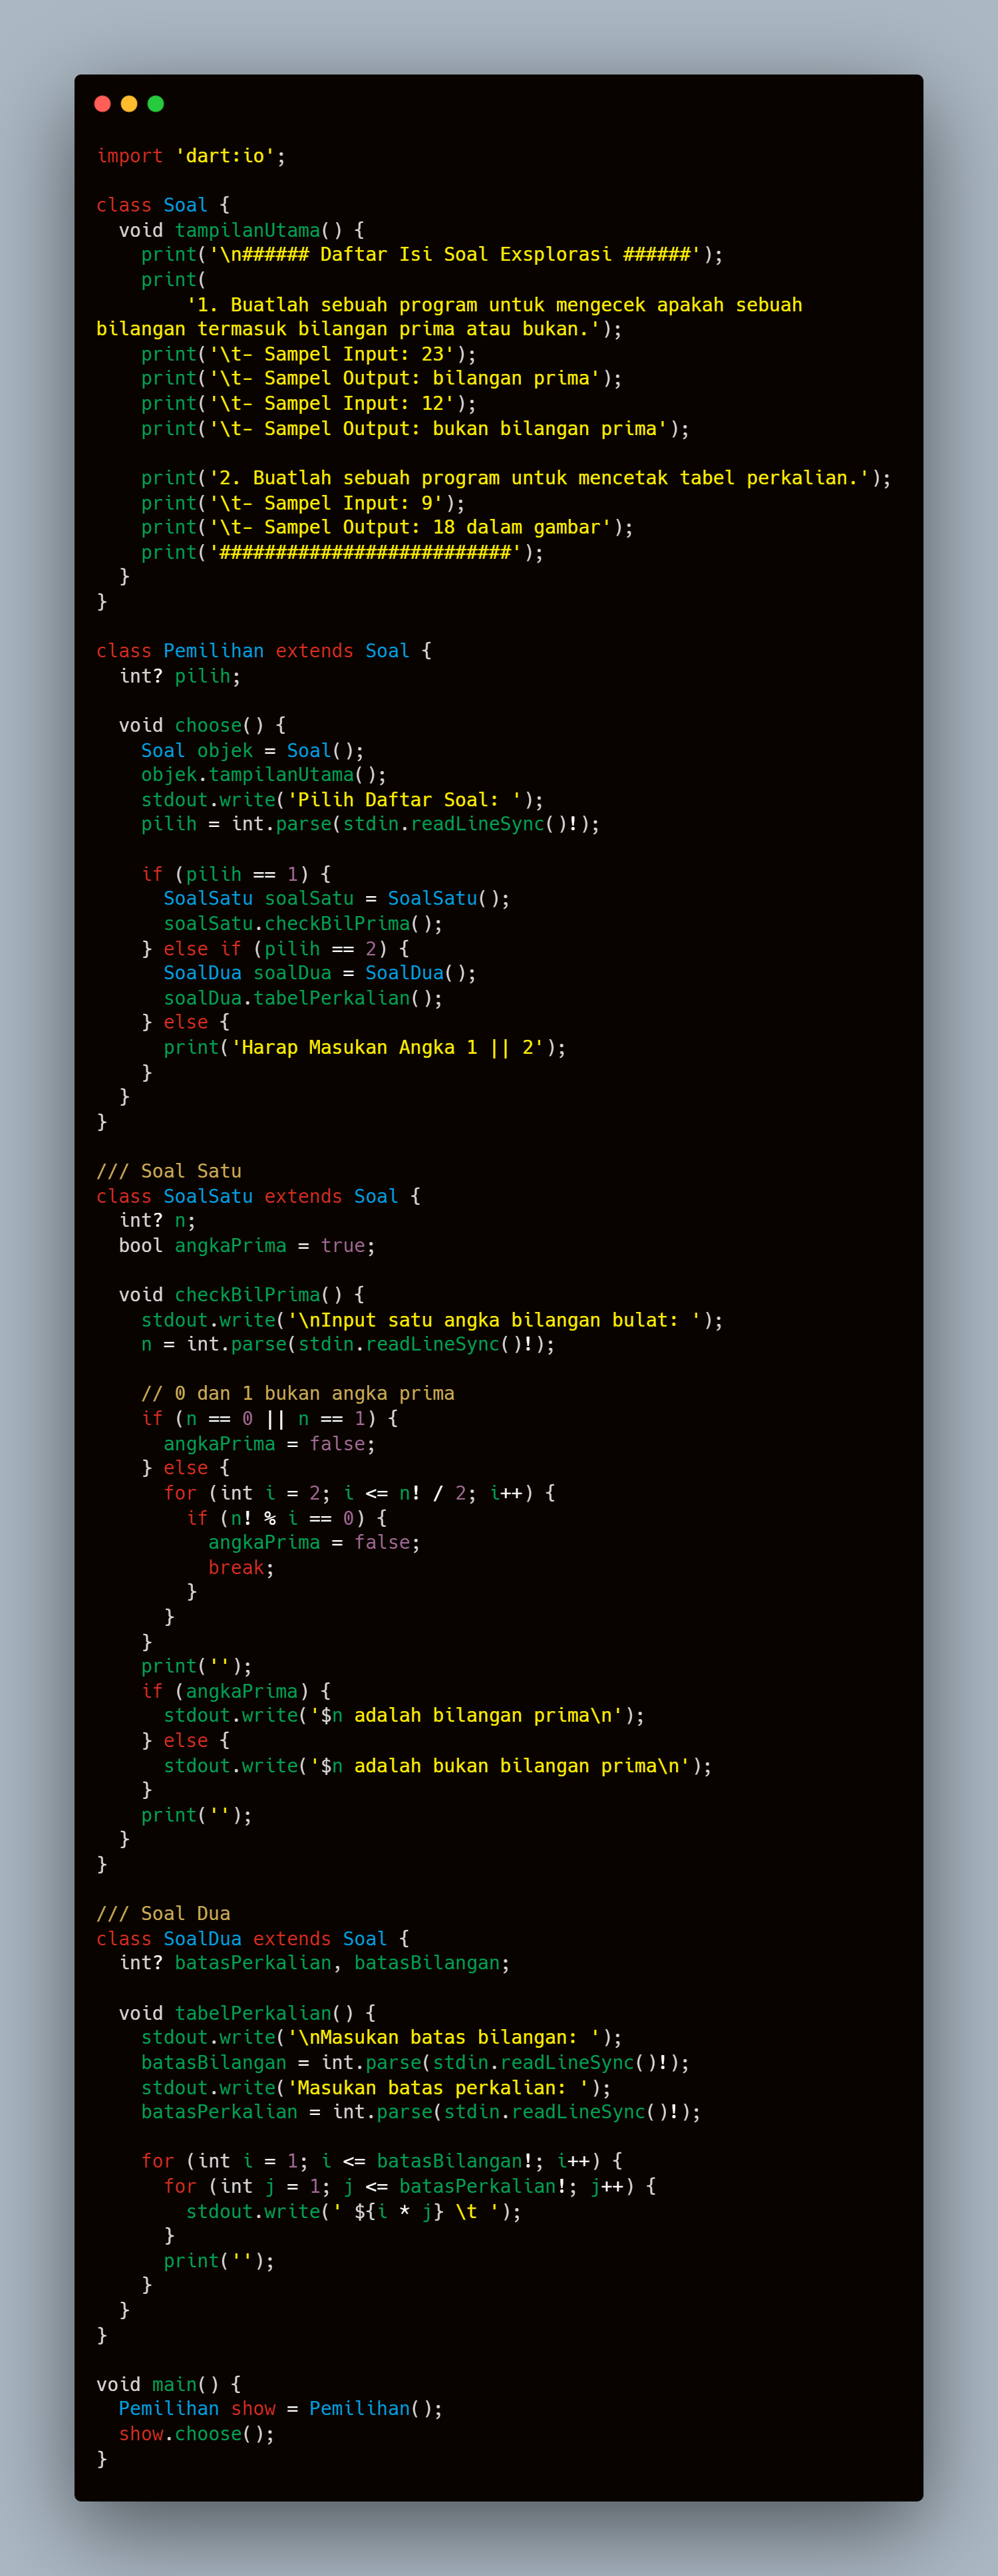 import 'dart:io';

class Soal {
  void tampilanUtama() {
    print('\n###### Daftar Isi Soal Exsplorasi ######');
    print(
        '1. Buatlah sebuah program untuk mengecek apakah sebuah
bilangan termasuk bilangan prima atau bukan.');
    print('\t- Sampel Input: 23');
    print('\t- Sampel Output: bilangan prima');
    print('\t- Sampel Input: 12');
    print('\t- Sampel Output: bukan bilangan prima');

    print('2. Buatlah sebuah program untuk mencetak tabel perkalian.');
    print('\t- Sampel Input: 9');
    print('\t- Sampel Output: 18 dalam gambar');
    print('##########################');
  }
}

class Pemilihan extends Soal {
  int? pilih;

  void choose() {
    Soal objek = Soal();
    objek.tampilanUtama();
    stdout.write('Pilih Daftar Soal: ');
    pilih = int.parse(stdin.readLineSync()!);

    if (pilih == 1) {
      SoalSatu soalSatu = SoalSatu();
      soalSatu.checkBilPrima();
    } else if (pilih == 2) {
      SoalDua soalDua = SoalDua();
      soalDua.tabelPerkalian();
    } else {
      print('Harap Masukan Angka 1 || 2');
    }
  }
}

/// Soal Satu
class SoalSatu extends Soal {
  int? n;
  bool angkaPrima = true;

  void checkBilPrima() {
    stdout.write('\nInput satu angka bilangan bulat: ');
    n = int.parse(stdin.readLineSync()!);

    // 0 dan 1 bukan angka prima
    if (n == 0 || n == 1) {
      angkaPrima = false;
    } else {
      for (int i = 2; i <= n! / 2; i++) {
        if (n! % i == 0) {
          angkaPrima = false;
          break;
        }
      }
    }
    print('');
    if (angkaPrima) {
      stdout.write('$n adalah bilangan prima\n');
    } else {
      stdout.write('$n adalah bukan bilangan prima\n');
    }
    print('');
  }
}

/// Soal Dua
class SoalDua extends Soal {
  int? batasPerkalian, batasBilangan;

  void tabelPerkalian() {
    stdout.write('\nMasukan batas bilangan: ');
    batasBilangan = int.parse(stdin.readLineSync()!);
    stdout.write('Masukan batas perkalian: ');
    batasPerkalian = int.parse(stdin.readLineSync()!);

    for (int i = 1; i <= batasBilangan!; i++) {
      for (int j = 1; j <= batasPerkalian!; j++) {
        stdout.write(' ${i * j} \t ');
      }
      print('');
    }
  }
}

void main() {
  Pemilihan show = Pemilihan();
  show.choose();
}